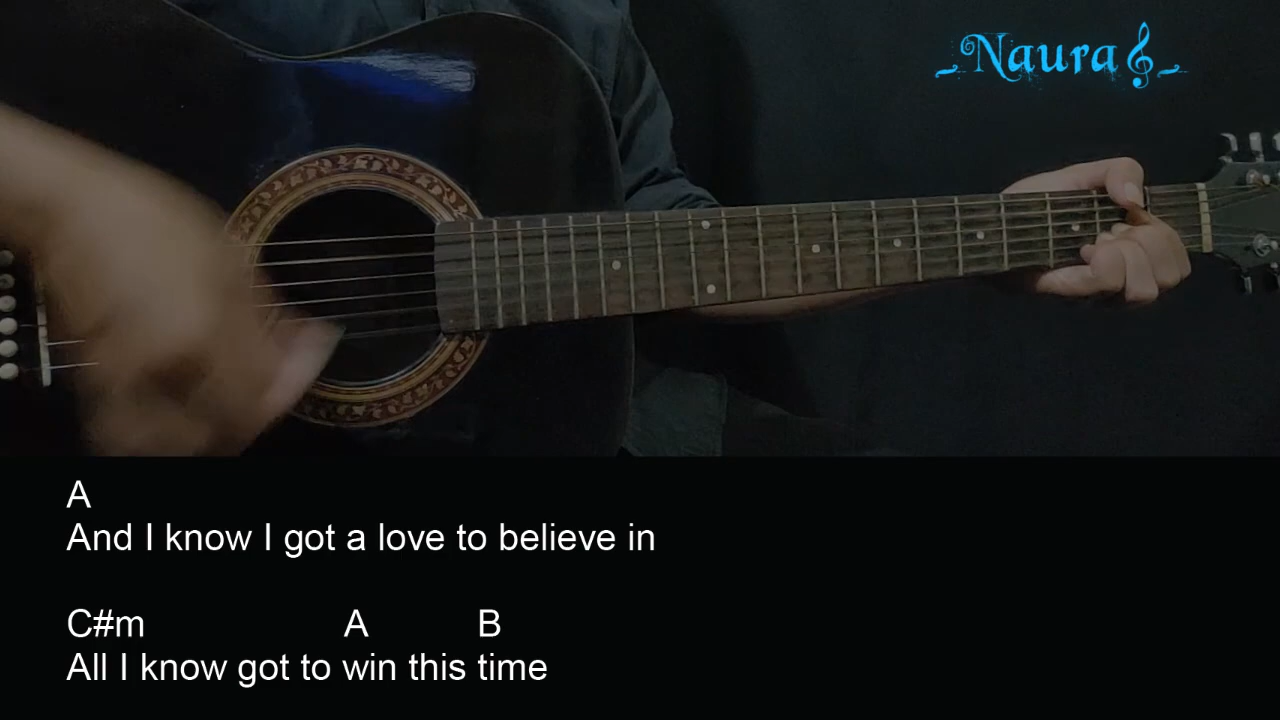 Naura
A
And I know I got a love to believe in
C#m A B
All I know got to win this time